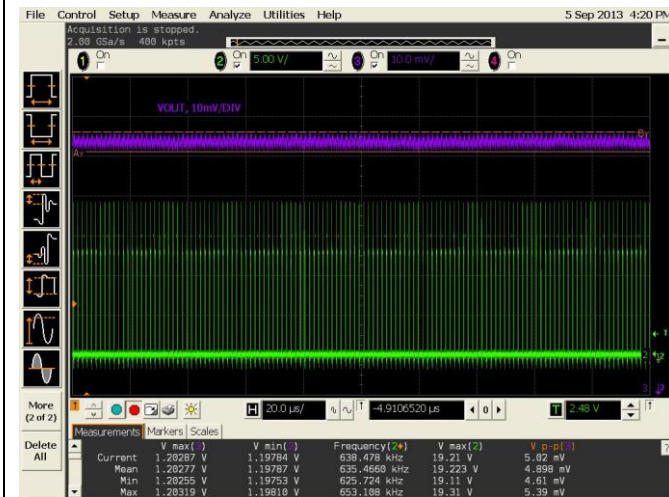 File Control Setup Measure Analyze Utilities Help 5 Sep 2013 4:20 PM
Acquisition is stopped.
2.00 GSa/s 400 kpts
1 On 2 On 5.00 V/ 3 On 10.0 mV/ 4 On
VOUT, 10mV/DIV
By
Ay
T
2
3
More
(2 of 2)
Delete
All
H 20.0 µs/ -4.9106520 µs 0 T 2.48 V
Measurements Markers Scales
V max(3) V min(3) Frequency(2) V max(2) V p-p(3)
Current 1.20287 V 1.19784 V 638.478 kHz 19.21 V 5.02 mV
Mean 1.20277 V 1.19787 V 635.4660 kHz 19.223 V 4.898 mV
Min 1.20255 V 1.19753 V 625.724 kHz 19.11 V 4.61 mV
Max 1.20319 V 1.19810 V 653.108 kHz 19.31 V 5.39 mV
?